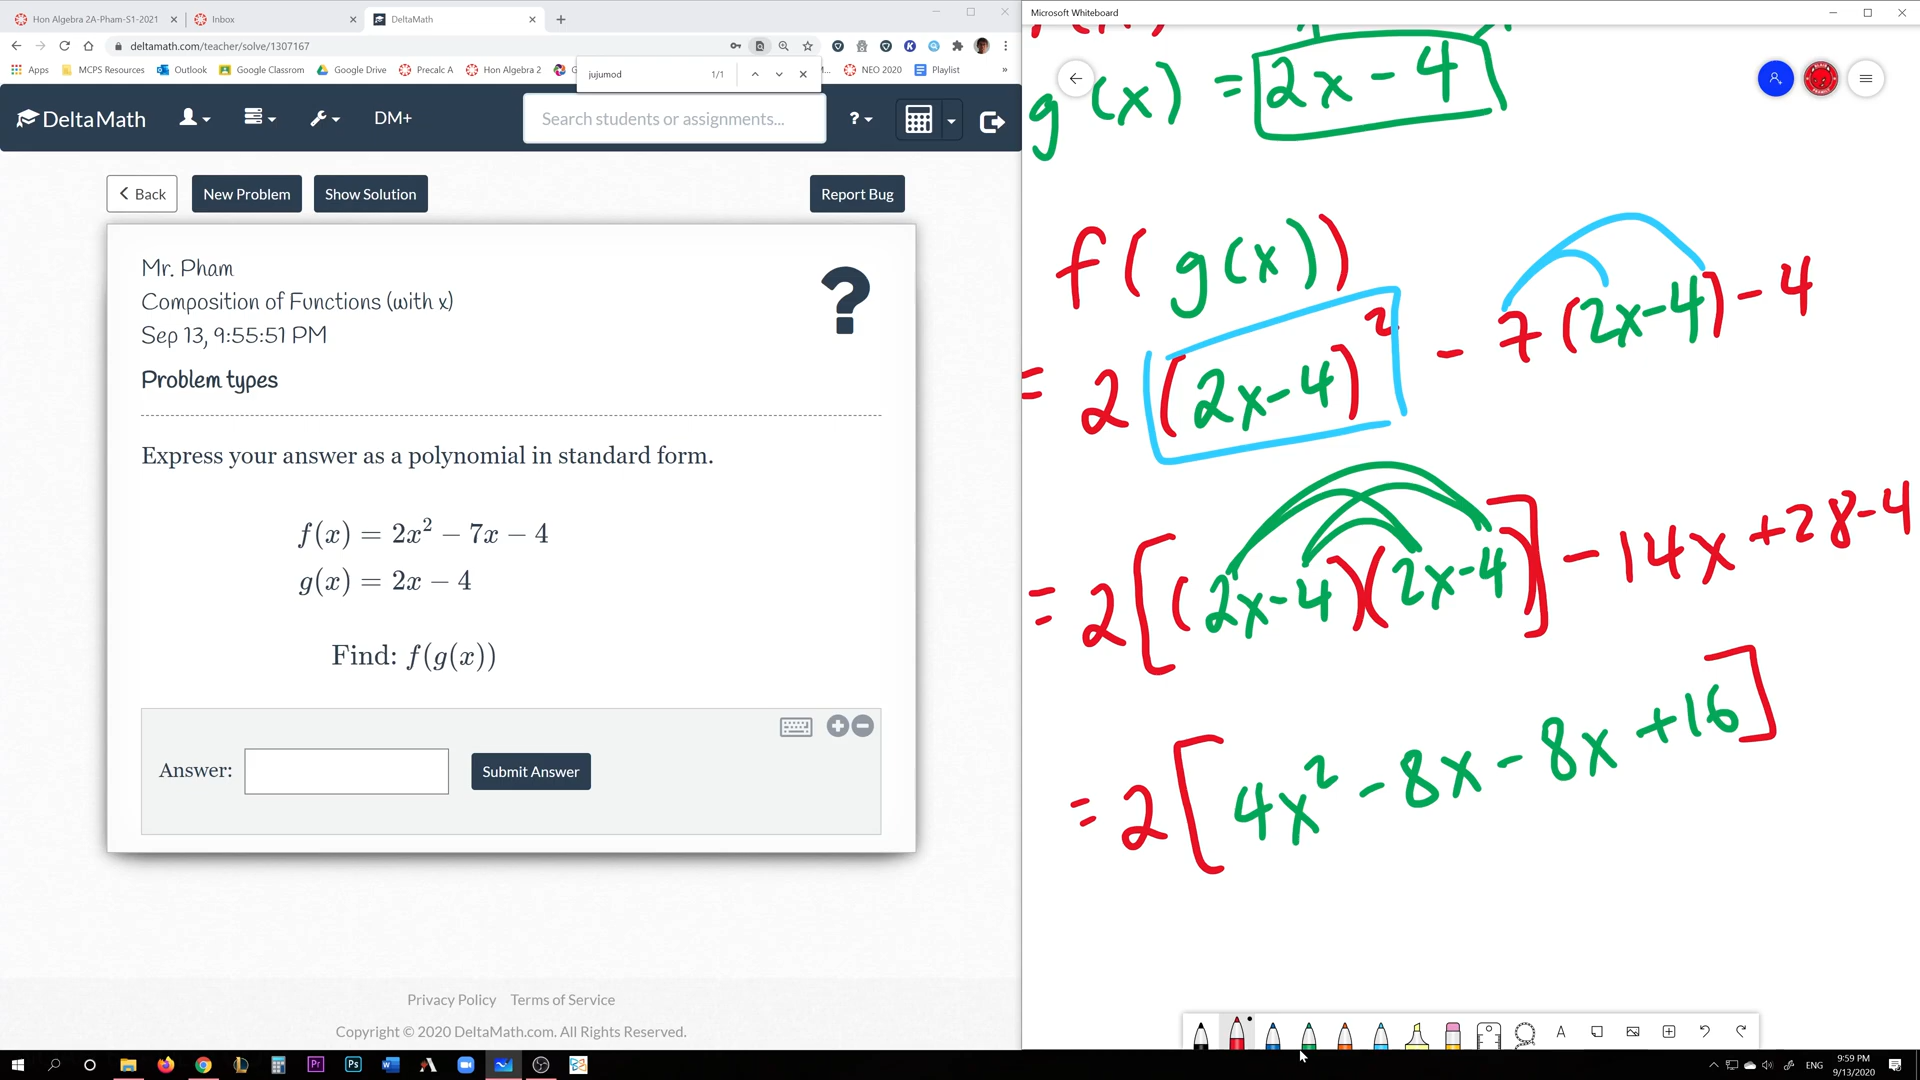 Hon Algebra 2A-Pham-S1-2021
Inbox
DeltaMath
deltamath.com/teacher/solve/1307167
Apps
MCPS Resources
Outlook
Google Classrom
Google Drive
Precalc A
Hon Algebra 2
NEO 2020
Playlist
jujumod
1/1
DeltaMath
DM+
Search students or assignments...
?
Back
New Problem
Show Solution
Report Bug
Mr. Pham
Composition of Functions (with x)
Sep 13, 9:55:51 PM
Problem types
?
Express your answer as a polynomial in standard form.
f(x) = 2x² − 7x − 4
g(x) = 2x − 4
Find: f(g(x))
Answer:
Submit Answer
Privacy Policy Terms of Service
Copyright © 2020 DeltaMath.com. All Rights Reserved.
Microsoft Whiteboard
g(x) = 2x − 4
f(g(x))
= 2(2x−4)² − 7(2x−4) − 4
= 2[(2x−4)(2x−4)] − 14x + 28 − 4
= 2[4x² − 8x − 8x + 16]
ENG
9:59 PM
9/13/2020